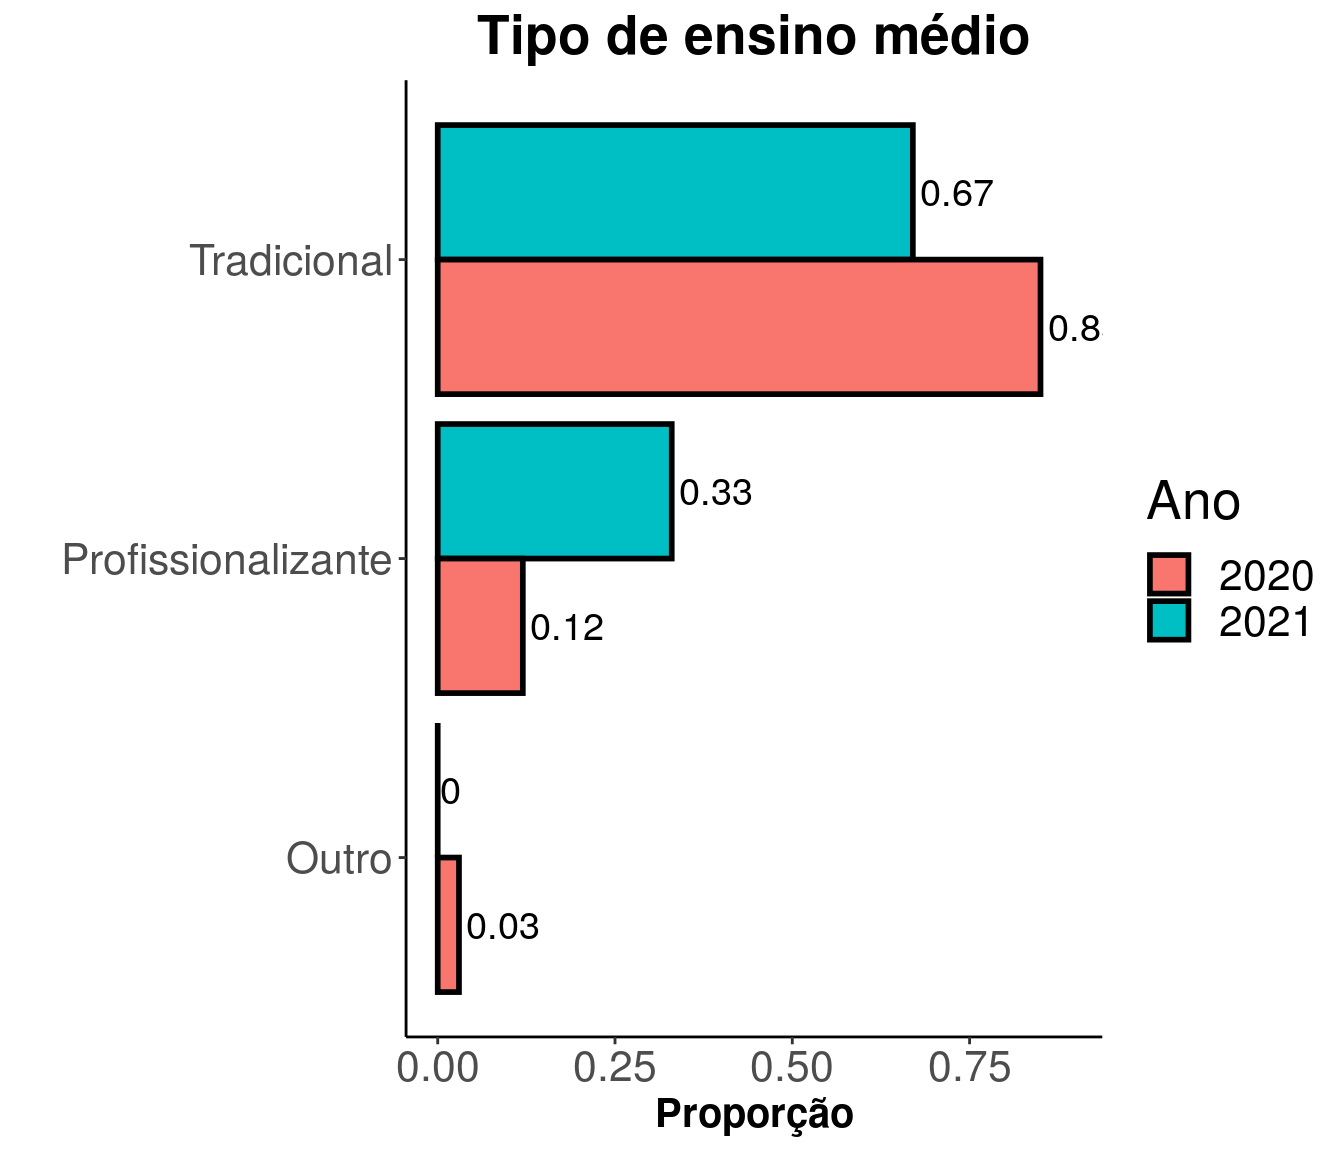 Tipo de ensino médio
0.67
Tradicional
0.8
0.33
Profissionalizante
0.12
0
Outro
0.03
Ano
2020
2021
0.00 0.25 0.50 0.75
Proporção